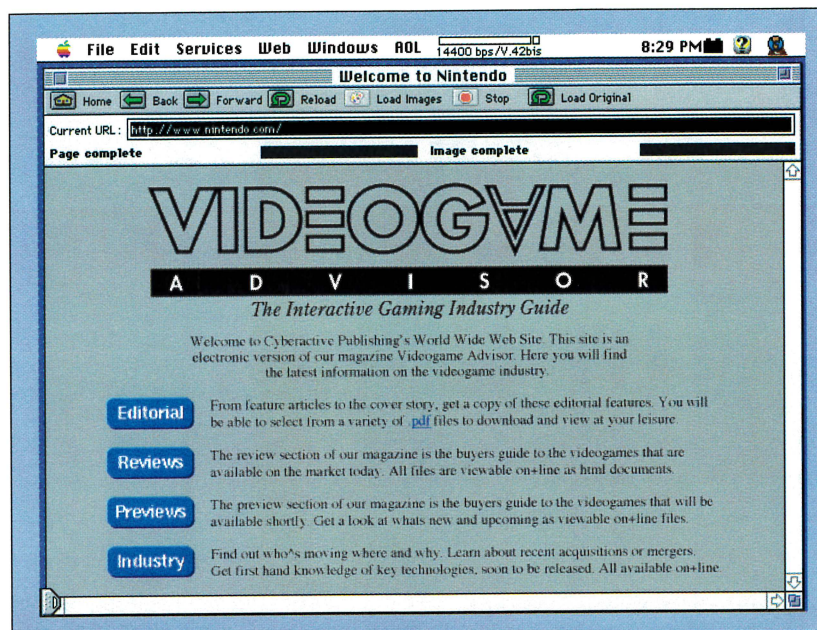 File Edit Services Web Windows AOL 14400 bps/V.42bis 8:29 PM
Welcome to Nintendo
Home Back Forward Reload Load Images Stop Load Original
Current URL: http://www.nintendo.com/
Page complete Image complete
VIDEOGAME
ADVISOR
The Interactive Gaming Industry Guide
Welcome to Cyberactive Publishing's World Wide Web Site. This site is an
electronic version of our magazine Videogame Advisor. Here you will find
the latest information on the videogame industry.
Editorial
From feature articles to the cover story, get a copy of these editorial features. You will
be able to select from a variety of .pdf files to download and view at your leisure.
Reviews
The review section of our magazine is the buyers guide to the videogames that are
available on the market today. All files are viewable on+line as html documents.
Previews
The preview section of our magazine is the buyers guide to the videogames that will be
available shortly. Get a look at whats new and upcoming as viewable on+line files.
Industry
Find out who^s moving where and why. Learn about recent acquisitions or mergers.
Get first hand knowledge of key technologies, soon to be released. All available on+line.